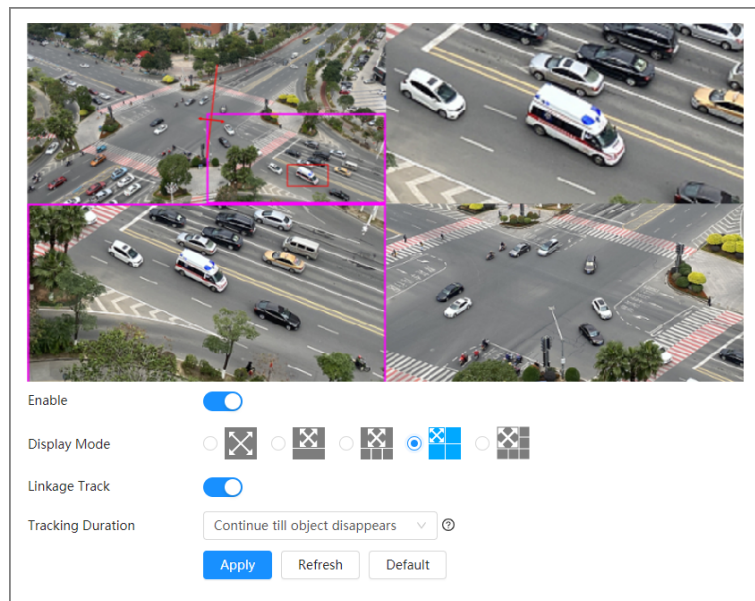 Enable
Display Mode
Linkage Track
Tracking Duration
Continue till object disappears
Apply
Refresh
Default